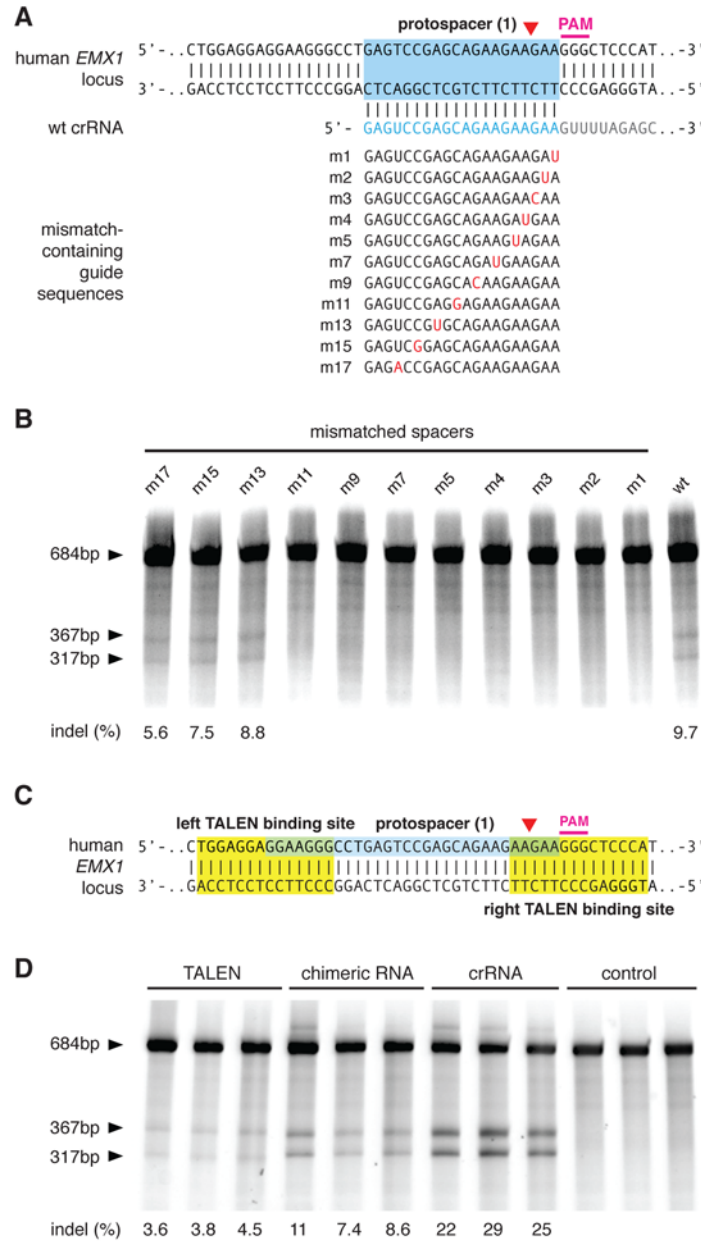 A
protospacer (1)
PAM
5'-..CTGGAGGAGGAAGGGCCTGAGTCCGAGCAGAAGAAGAAGGGCTCCCAT..-3'
human EMX1
locus
3'-..GACCTCCTCCTTCCCGGACTCAGGCTCGTCTTCTTCTTCCCGAGGGTA..-5'
wt crRNA
5'- GAGUCCGAGCAGAAGAAGAAGUUUUAGAGC..-3'
mismatch-
containing
guide
sequences
m1 GAGUCCGAGCAGAAGAAGAU
m2 GAGUCCGAGCAGAAGAAGUA
m3 GAGUCCGAGCAGAAGAACAA
m4 GAGUCCGAGCAGAAGAUGAA
m5 GAGUCCGAGCAGAAGUAGAA
m7 GAGUCCGAGCAGAUGAAGAA
m9 GAGUCCGAGCACAAGAAGAA
m11 GAGUCCGAGGAGAAGAAGAA
m13 GAGUCCGUGCAGAAGAAGAA
m15 GAGUCGGAGCAGAAGAAGAA
m17 GAGACCGAGCAGAAGAAGAA
B
mismatched spacers
m17 m15 m13 m11 m9 m7 m5 m4 m3 m2 m1 wt
684bp
367bp
317bp
indel (%) 5.6 7.5 8.8 9.7
C
left TALEN binding site protospacer (1) PAM
human
EMX1
locus
5'-..CTGGAGGAGGAAGGGCCTGAGTCCGAGCAGAAGAAGAAGGGCTCCCAT..-3'
3'-..GACCTCCTCCTTCCCGGACTCAGGCTCGTCTTCTTCTTCCCGAGGGTA..-5'
right TALEN binding site
D
TALEN chimeric RNA crRNA control
684bp
367bp
317bp
indel (%) 3.6 3.8 4.5 11 7.4 8.6 22 29 25